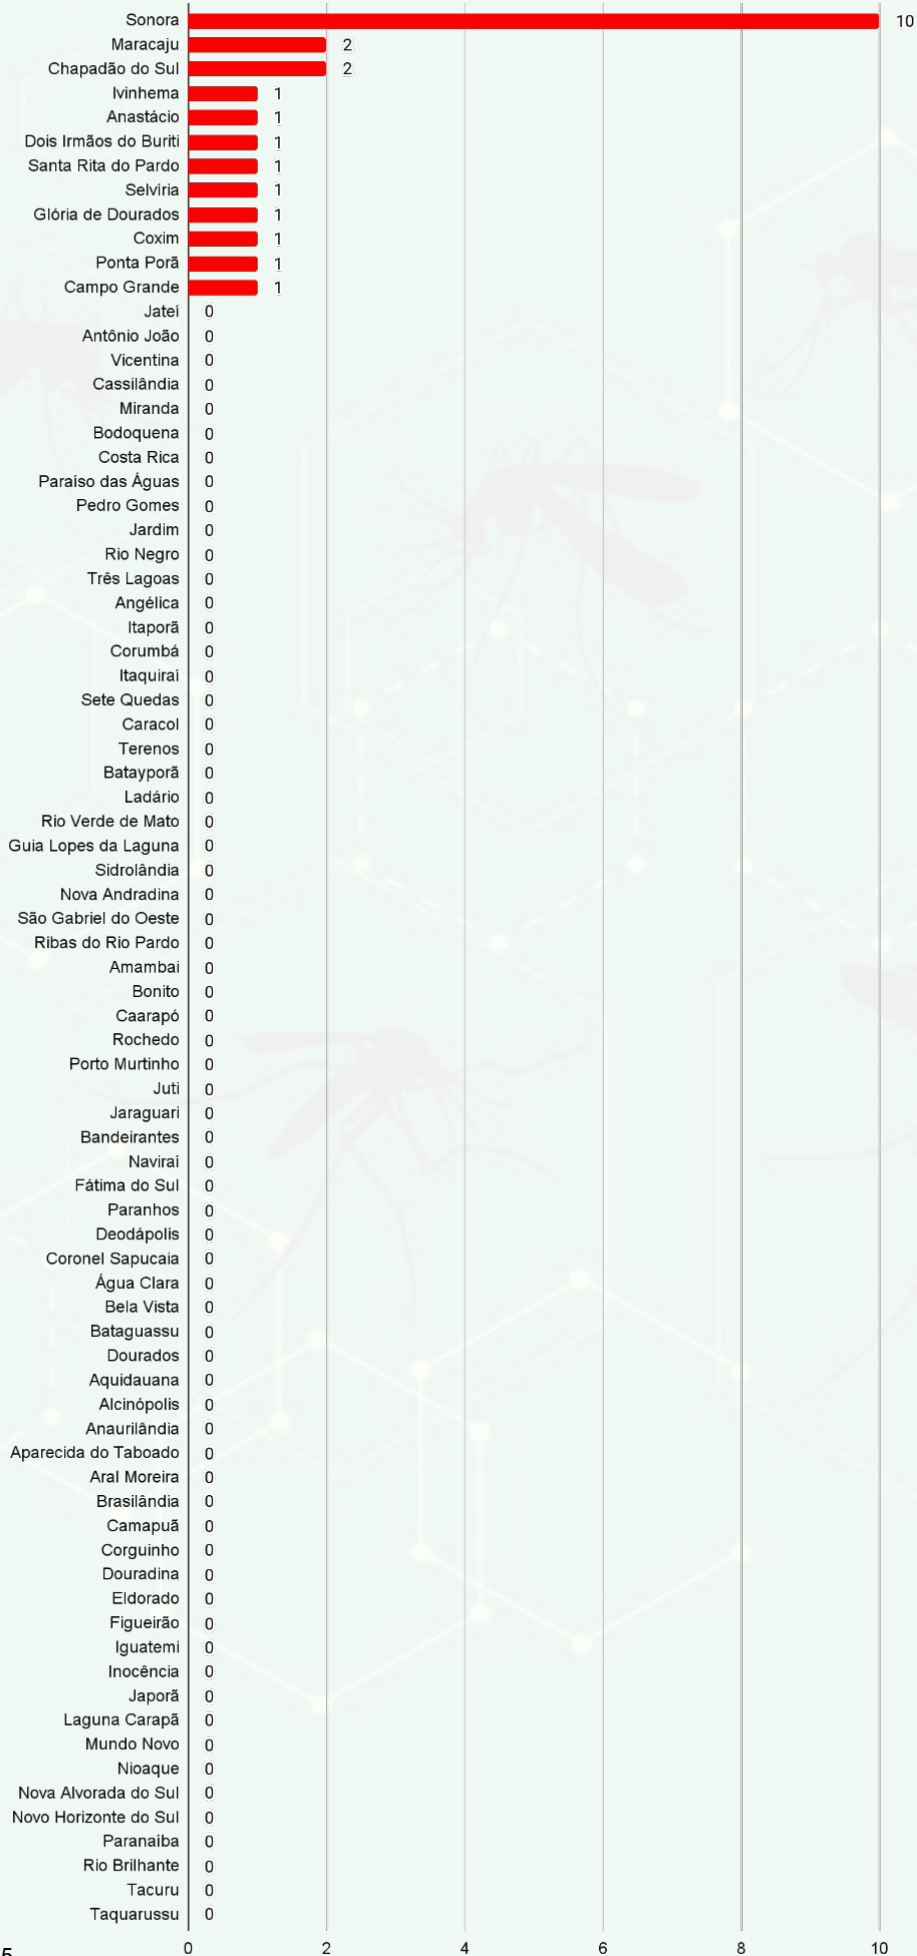 Sonora 10
Maracaju 2
Chapadão do Sul 2
Ivinhema 1
Anastácio 1
Dois Irmãos do Buriti 1
Santa Rita do Pardo 1
Selvíria 1
Glória de Dourados 1
Coxim 1
Ponta Porã 1
Campo Grande 1
Jateí 0
Antônio João 0
Vicentina 0
Cassilândia 0
Miranda 0
Bodoquena 0
Costa Rica 0
Paraíso das Águas 0
Pedro Gomes 0
Jardim 0
Rio Negro 0
Três Lagoas 0
Angélica 0
Itaporã 0
Corumbá 0
Itaquiraí 0
Sete Quedas 0
Caracol 0
Terenos 0
Batayporã 0
Ladário 0
Rio Verde de Mato 0
Guia Lopes da Laguna 0
Sidrolândia 0
Nova Andradina 0
São Gabriel do Oeste 0
Ribas do Rio Pardo 0
Amambai 0
Bonito 0
Caarapó 0
Rochedo 0
Porto Murtinho 0
Juti 0
Jaraguari 0
Bandeirantes 0
Naviraí 0
Fátima do Sul 0
Paranhos 0
Deodápolis 0
Coronel Sapucaia 0
Água Clara 0
Bela Vista 0
Bataguassu 0
Dourados 0
Aquidauana 0
Alcinópolis 0
Anaurilândia 0
Aparecida do Taboado 0
Aral Moreira 0
Brasilândia 0
Camapuã 0
Corguinho 0
Douradina 0
Eldorado 0
Figueirão 0
Iguatemi 0
Inocência 0
Japorã 0
Laguna Carapã 0
Mundo Novo 0
Nioaque 0
Nova Alvorada do Sul 0
Novo Horizonte do Sul 0
Paranaíba 0
Rio Brilhante 0
Tacuru 0
Taquarussu 0
0 2 4 6 8 10
5